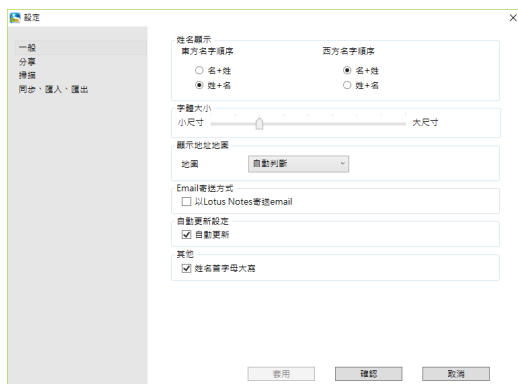 設定
一般
分享
掃描
同步、匯入、匯出
姓名顯示
東方名字順序 西方名字順序
名+姓 名+姓
姓+名 姓+名
字體大小
小尺寸 大尺寸
顯示地址地圖
地圖 自動判斷
Email寄送方式
以Lotus Notes寄送email
自動更新設定
自動更新
其他
姓名首字母大寫
套用 確認 取消